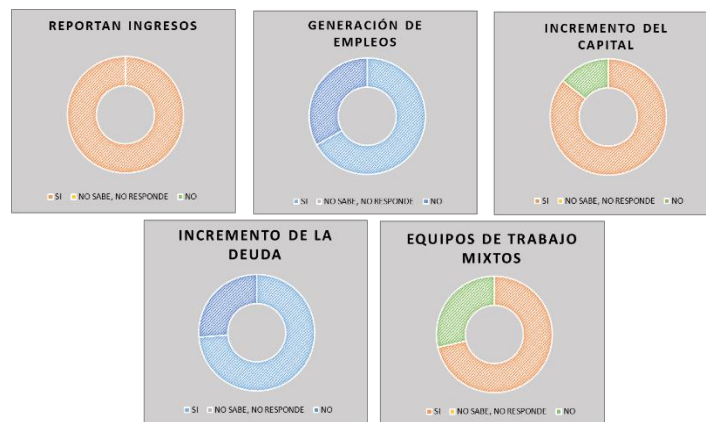 REPORTAN INGRESOS
SI NO SABE, NO RESPONDE NO
GENERACIÓN DE
EMPLEOS
SI NO SABE, NO RESPONDE NO
INCREMENTO DEL
CAPITAL
SI NO SABE, NO RESPONDE NO
INCREMENTO DE LA
DEUDA
SI NO SABE, NO RESPONDE NO
EQUIPOS DE TRABAJO
MIXTOS
SI NO SABE, NO RESPONDE NO